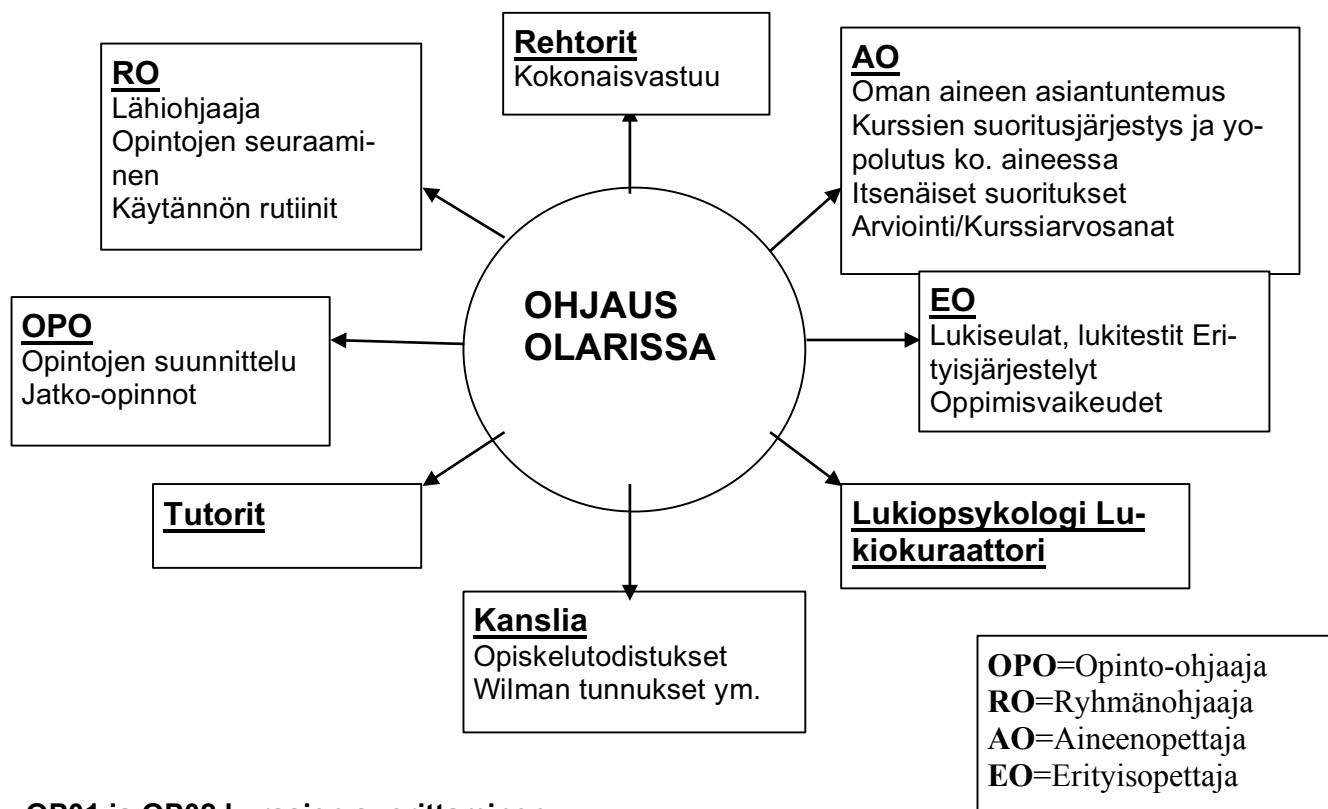 Rehtorit
Kokonaisvastuu
RO
Lähiohjaaja
Opintojen seuraami-
nen
Käytännön rutiinit
AO
Oman aineen asiantuntemus
Kurssien suoritusjärjestys ja yo-
polutus ko. aineessa
Itsenäiset suoritukset
Arviointi/Kurssiarvosanat
OHJAUS
OLARISSA
OPO
Opintojen suunnittelu
Jatko-opinnot
EO
Lukiseulat, lukitestit Eri-
tyisjärjestelyt
Oppimisvaikeudet
Tutorit
Lukiopsykologi Lu-
kiokuraattori
Kanslia
Opiskelutodistukset
Wilman tunnukset ym.
OPO=Opinto-ohjaaja
RO=Ryhmänohjaaja
AO=Aineenopettaja
EO=Erityisopettaja